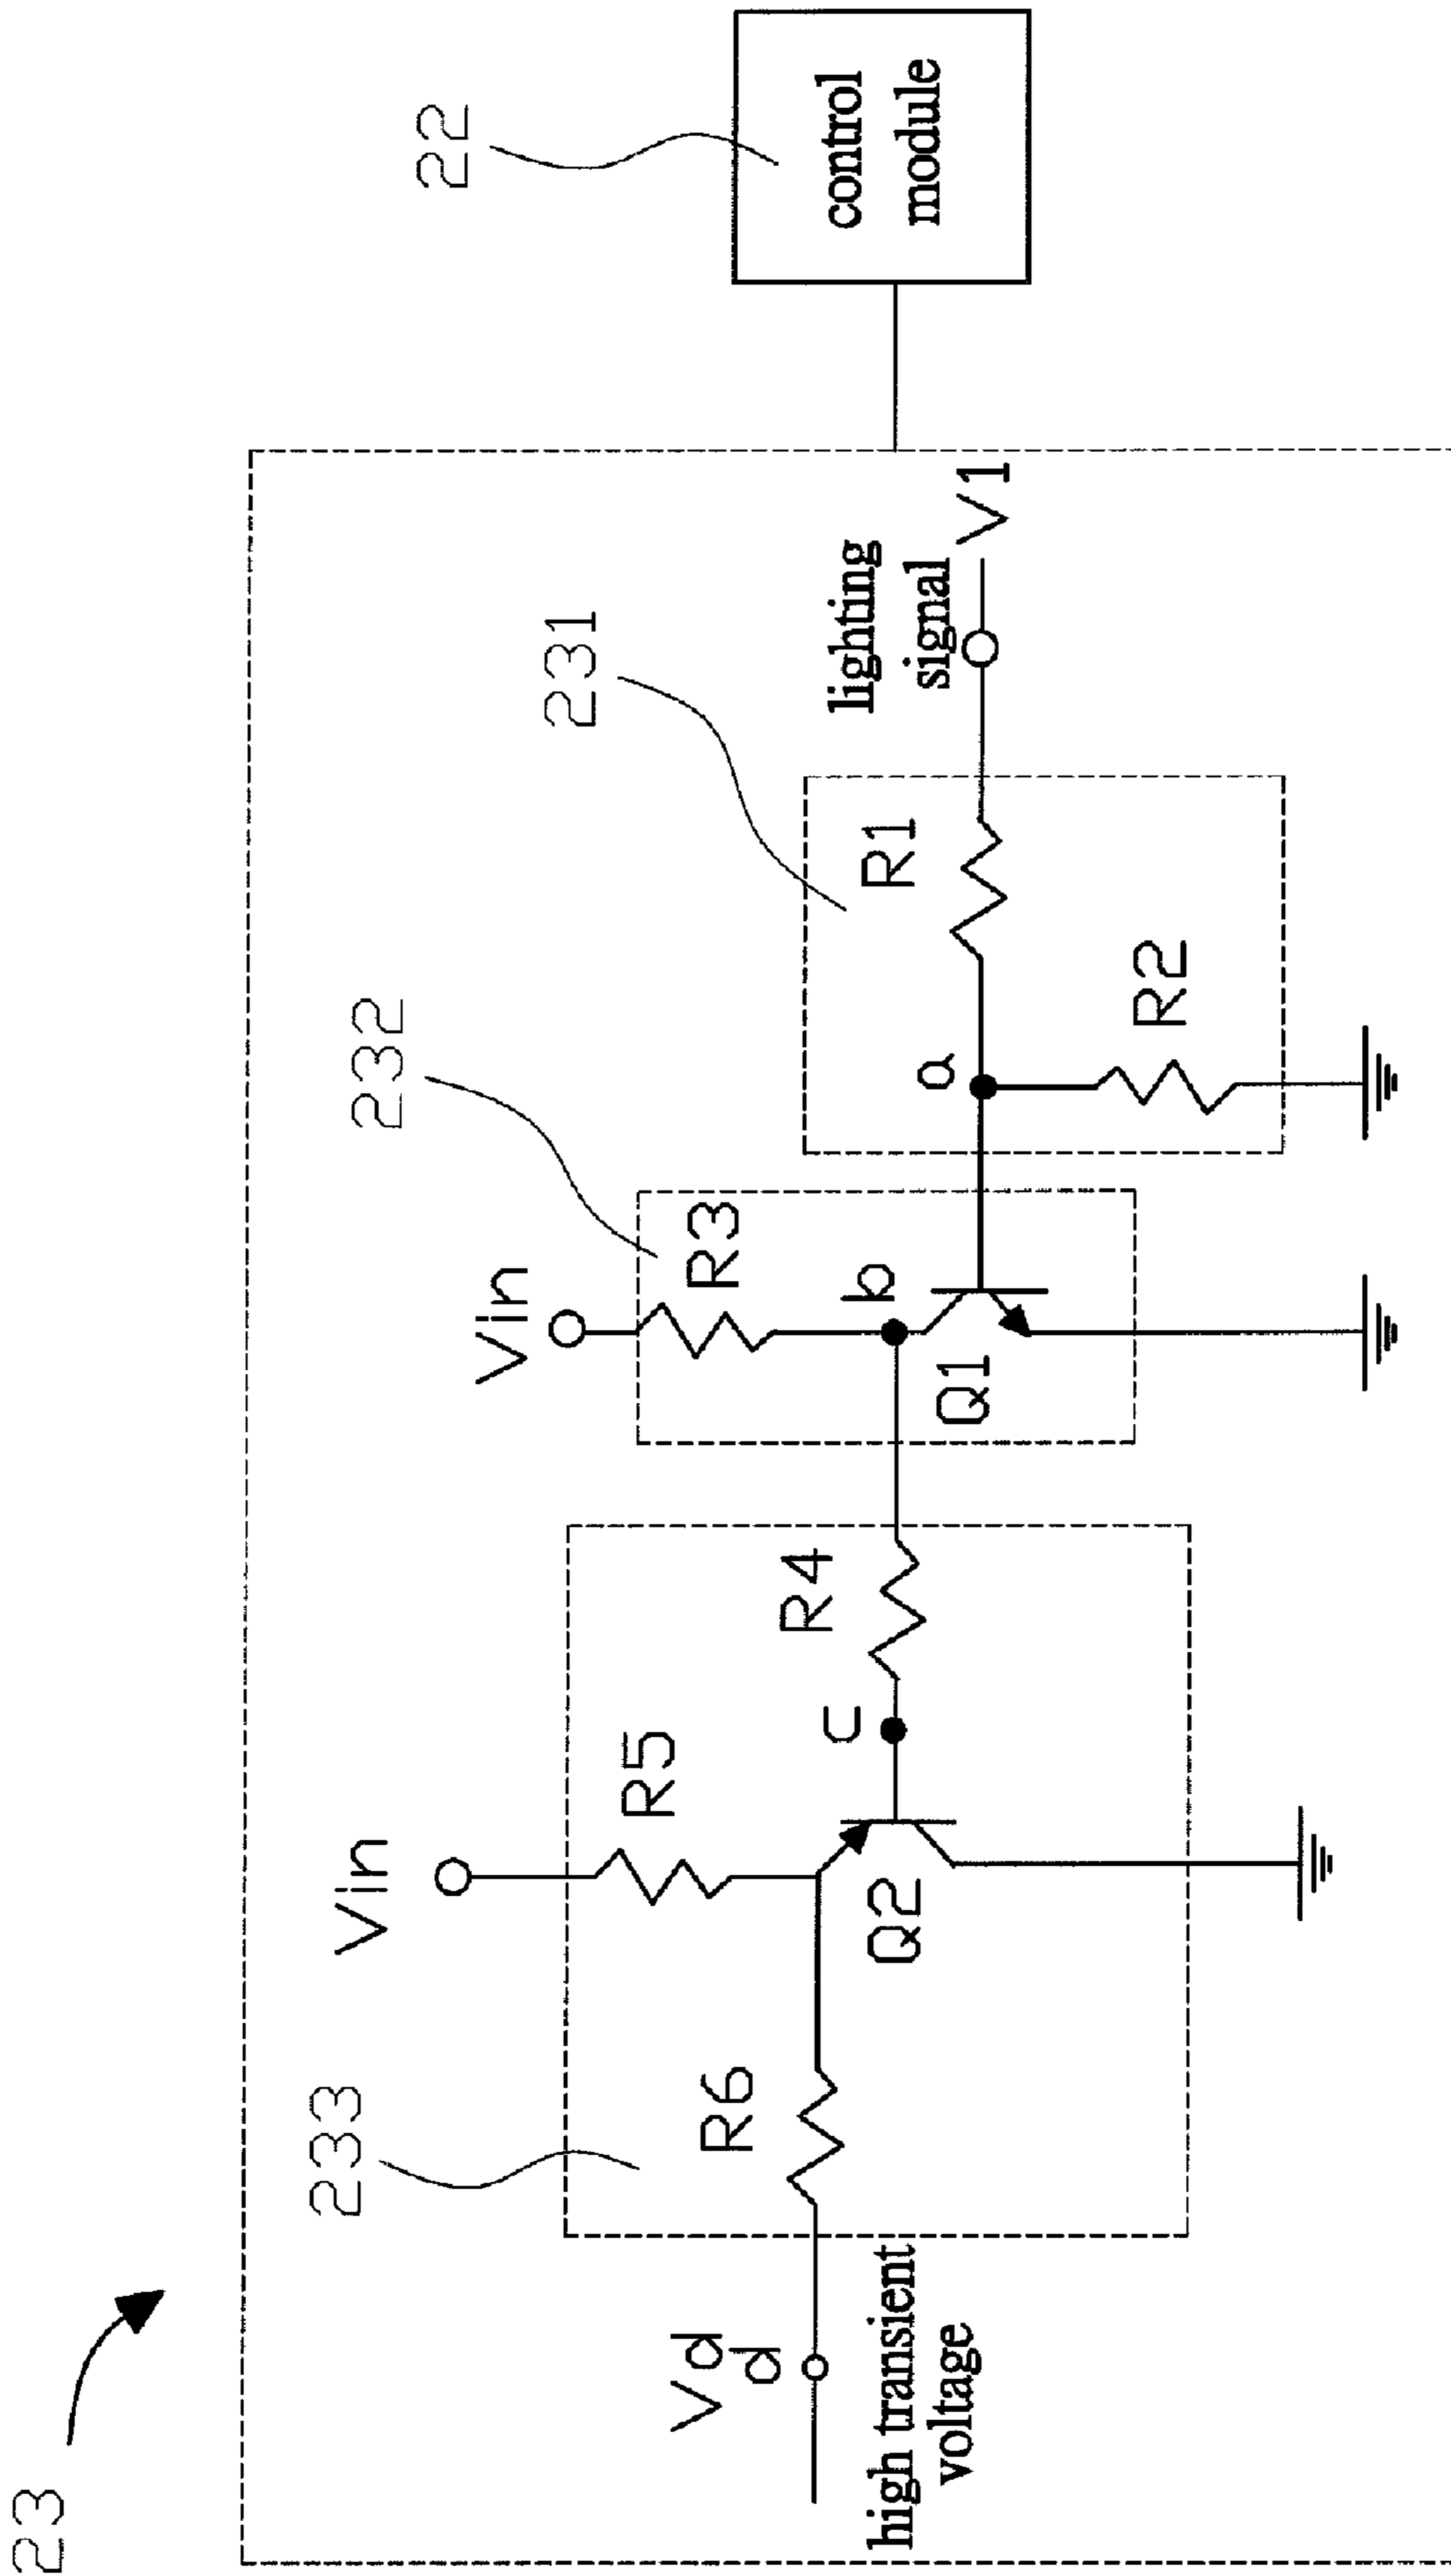 23
233
Vin
R5
R6
Vd
d
high transient
voltage
Q2
c
R4
232
Vin
R3
b
Q1
231
a
R1
R2
lighting
signal
V1
22
control
module